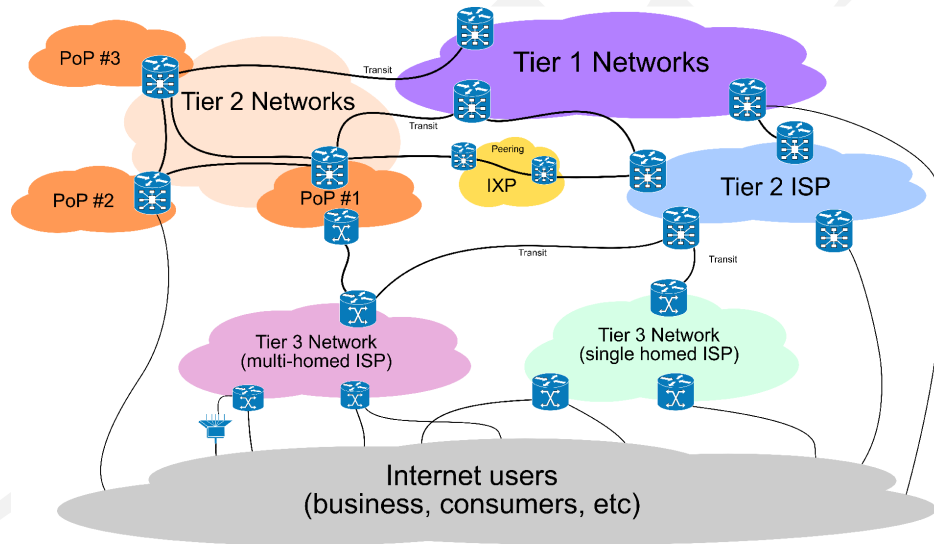 PoP #3
Tier 1 Networks
Transit
Tier 2 Networks
Transit
Peering
IXP
Tier 2 ISP
PoP #2
PoP #1
Transit
Transit
Tier 3 Network
(multi-homed ISP)
Tier 3 Network
(single homed ISP)
Internet users
(business, consumers, etc)